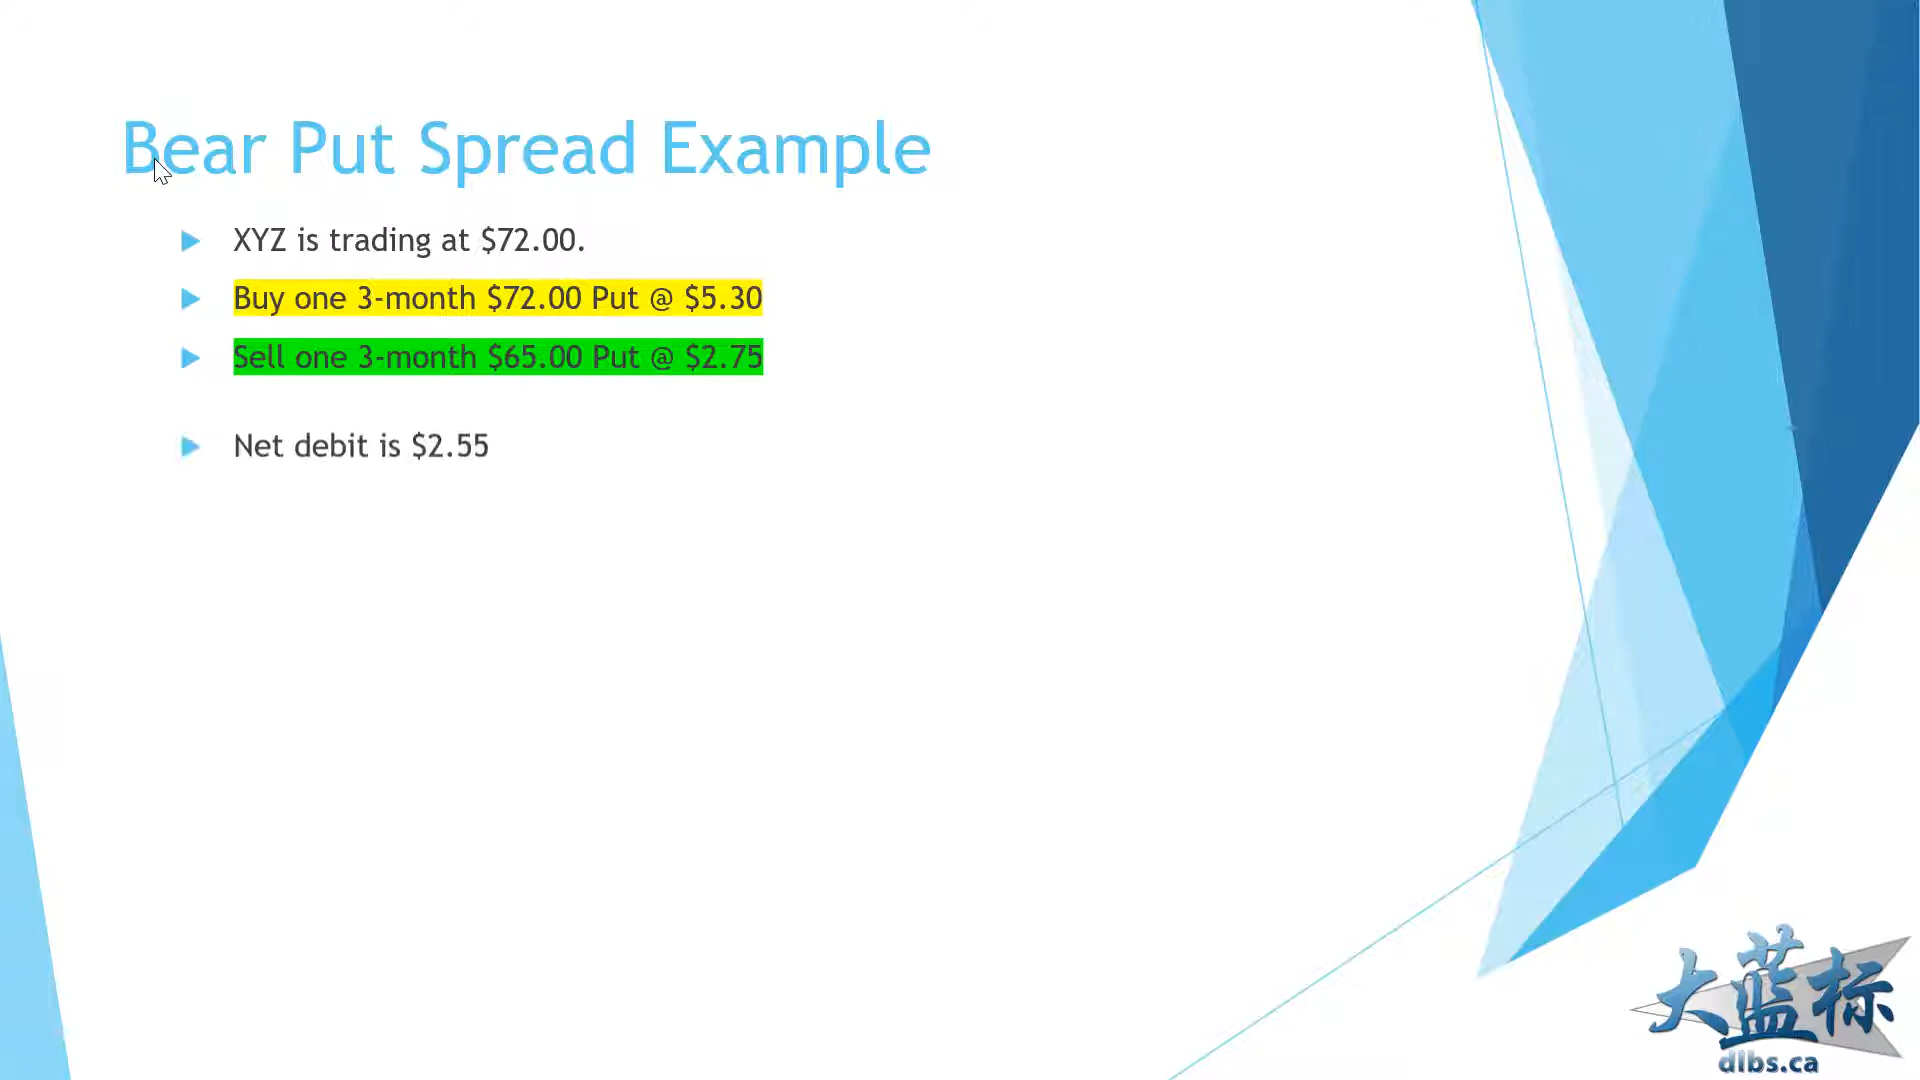 Bear Put Spread Example
XYZ is trading at $72.00.
Buy one 3-month $72.00 Put @ $5.30
Sell one 3-month $65.00 Put @ $2.75
Net debit is $2.55
大蓝标
dlbs.ca